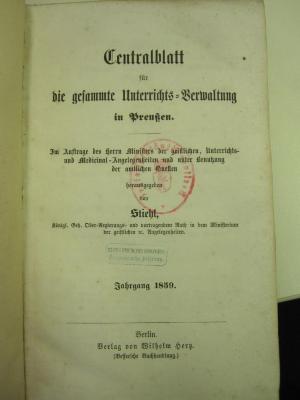 Centralblatt
für
die gesammte Unterrichts-Verwaltung
in Preußen.
Im Auftrage des Herrn Ministers der geistlichen, Unterrichts-
und Medicinal-Angelegenheiten und unter Benutzung
der amtlichen Quellen
herausgegeben
von
Stiehl,
Königl. Geh. Ober-Regierungs- und vortragendem Rath in dem Ministerium
der geistlichen ꝛc. Angelegenheiten.
Jahrgang 1859.
Berlin.
Verlag von Wilhelm Hertz.
(Bessersche Buchhandlung.)